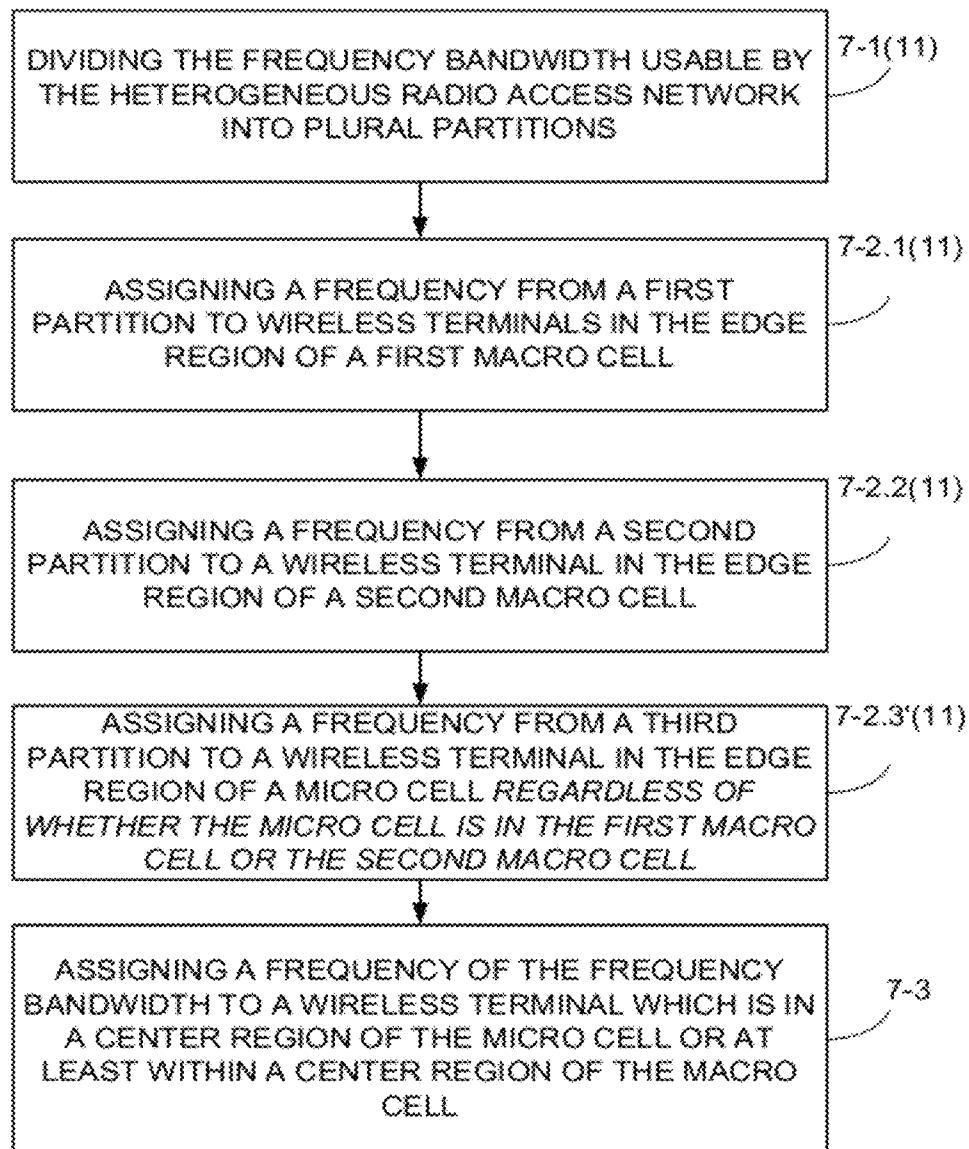 7-1(11)
DIVIDING THE FREQUENCY BANDWIDTH USABLE BY
THE HETEROGENEOUS RADIO ACCESS NETWORK
INTO PLURAL PARTITIONS
7-2.1(11)
ASSIGNING A FREQUENCY FROM A FIRST
PARTITION TO WIRELESS TERMINALS IN THE EDGE
REGION OF A FIRST MACRO CELL
7-2.2(11)
ASSIGNING A FREQUENCY FROM A SECOND
PARTITION TO A WIRELESS TERMINAL IN THE EDGE
REGION OF A SECOND MACRO CELL
7-2.3'(11)
ASSIGNING A FREQUENCY FROM A THIRD
PARTITION TO A WIRELESS TERMINAL IN THE EDGE
REGION OF A MICRO CELL REGARDLESS OF
WHETHER THE MICRO CELL IS IN THE FIRST MACRO
CELL OR THE SECOND MACRO CELL
7-3
ASSIGNING A FREQUENCY OF THE FREQUENCY
BANDWIDTH TO A WIRELESS TERMINAL WHICH IS IN
A CENTER REGION OF THE MICRO CELL OR AT
LEAST WITHIN A CENTER REGION OF THE MACRO
CELL